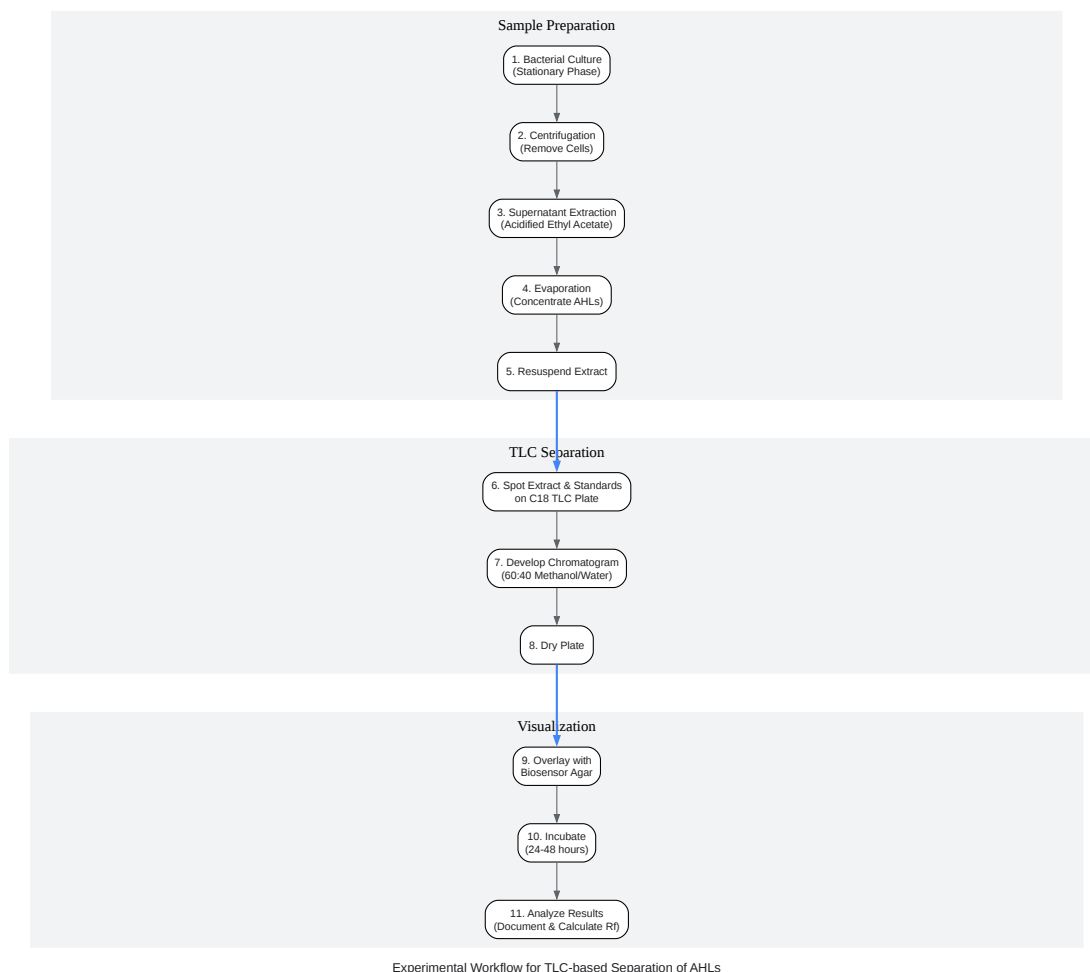 Sample Preparation
1. Bacterial Culture
(Stationary Phase)
2. Centrifugation
(Remove Cells)
3. Supernatant Extraction
(Acidified Ethyl Acetate)
4. Evaporation
(Concentrate AHLs)
5. Resuspend Extract
TLC Separation
6. Spot Extract & Standards
on C18 TLC Plate
7. Develop Chromatogram
(60:40 Methanol/Water)
8. Dry Plate
Visualization
9. Overlay with
Biosensor Agar
10. Incubate
(24-48 hours)
11. Analyze Results
(Document & Calculate Rf)
Experimental Workflow for TLC-based Separation of AHLs